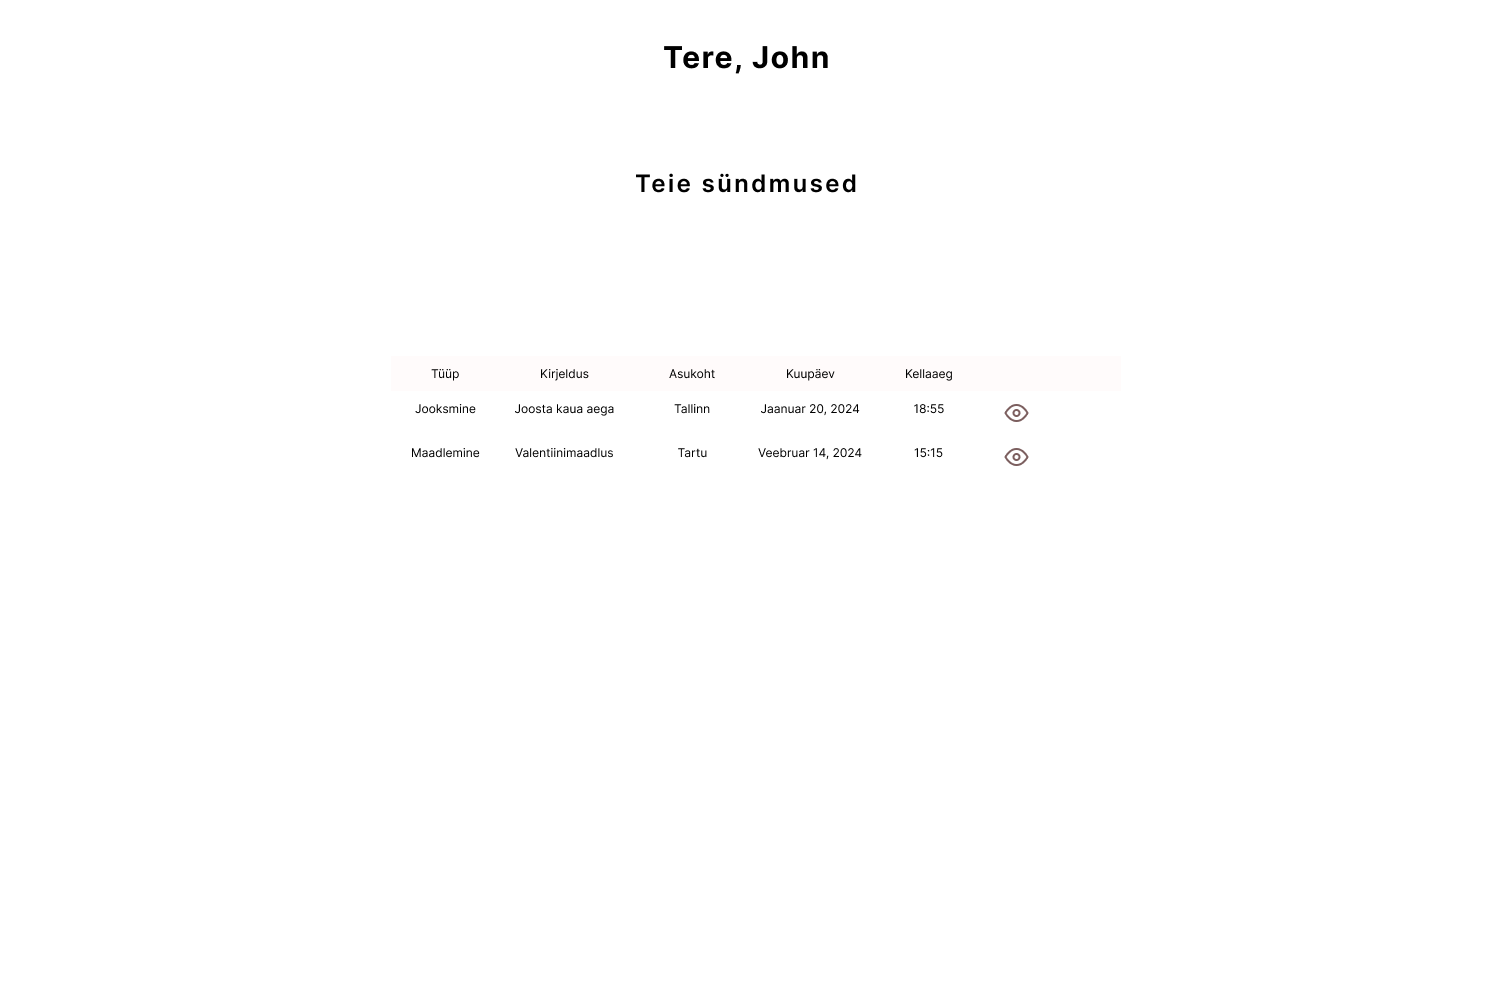 Tere, John
Teie sündmused
Tüüp Kirjeldus Asukoht Kuupäev Kellaaeg
Jooksmine Joosta kaua aega Tallinn Jaanuar 20, 2024 18:55
Maadlemine Valentiinimaadlus Tartu Veebruar 14, 2024 15:15